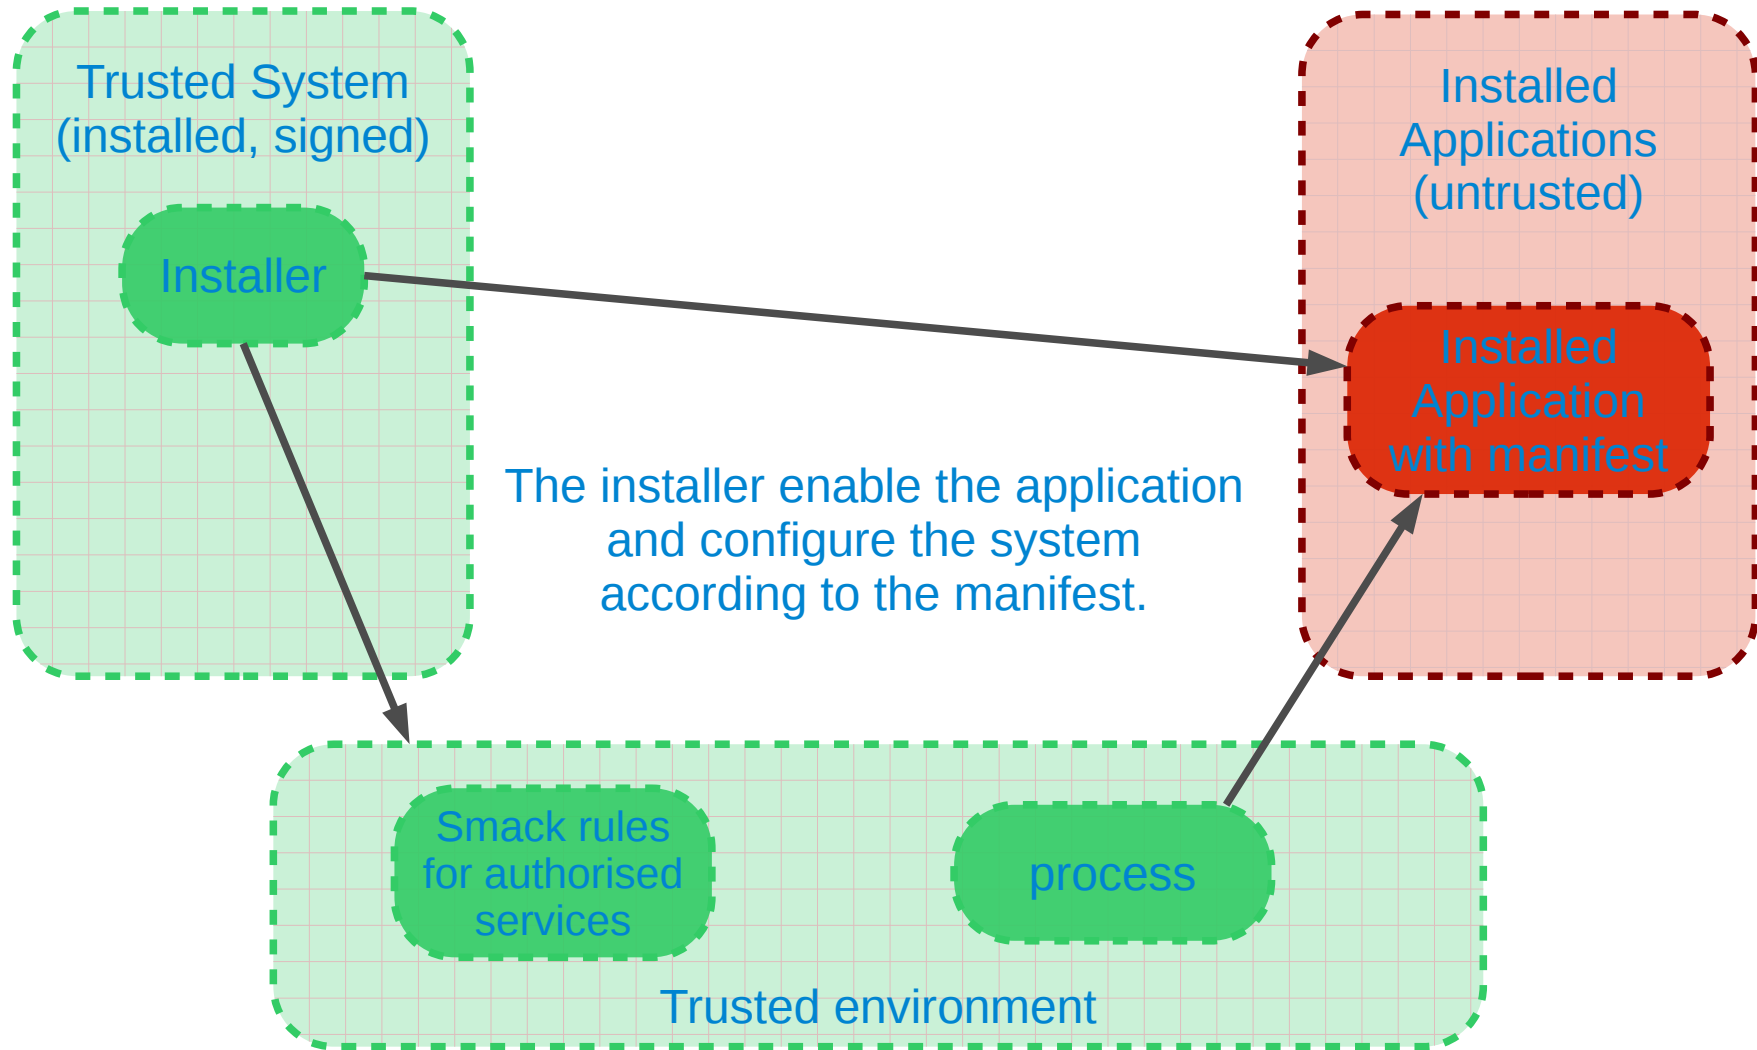 Trusted System
(installed, signed)
Installer
Installed
Applications
(untrusted)
Installed
Application
with manifest
The installer enable the application
and configure the system
according to the manifest.
Smack rules
for authorised
services
process
Trusted environment